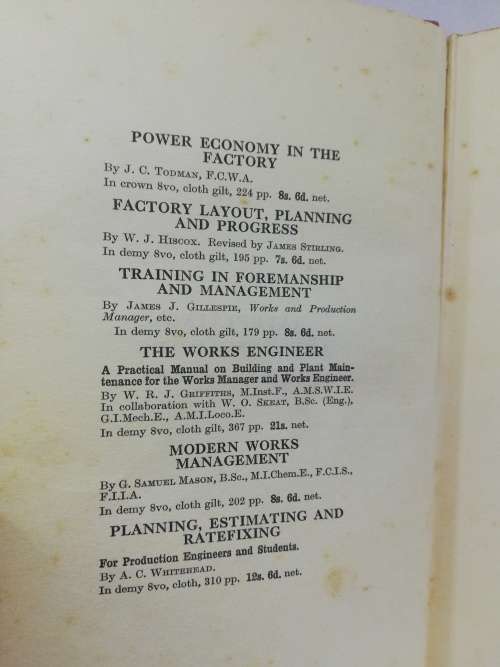 POWER ECONOMY IN THE
FACTORY
By J. C. Todman, F.C.W.A.
In crown 8vo, cloth gilt, 224 pp. 8s. 6d. net.
FACTORY LAYOUT, PLANNING
AND PROGRESS
By W. J. Hiscox. Revised by James Stirling.
In demy 8vo, cloth gilt, 195 pp. 7s. 6d. net.
TRAINING IN FOREMANSHIP
AND MANAGEMENT
By James J. Gillespie, Works and Production
Manager, etc.
In demy 8vo, cloth gilt, 179 pp. 8s. 6d. net.
THE WORKS ENGINEER
A Practical Manual on Building and Plant Main-
tenance for the Works Manager and Works Engineer.
By W. R. J. Griffiths, M.Inst.F., A.M.S.W.I.E.
In collaboration with W. O. Skeat, B.Sc. (Eng.),
G.I.Mech.E., A.M.I.Loco.E.
In demy 8vo, cloth gilt, 367 pp. 21s. net.
MODERN WORKS
MANAGEMENT
By G. Samuel Mason, B.Sc., M.I.Chem.E., F.C.I.S.,
F.I.I.A.
In demy 8vo, cloth gilt, 202 pp. 8s. 6d. net.
PLANNING, ESTIMATING AND
RATEFIXING
For Production Engineers and Students.
By A. C. Whitehead.
In demy 8vo, cloth, 310 pp. 12s. 6d. net.